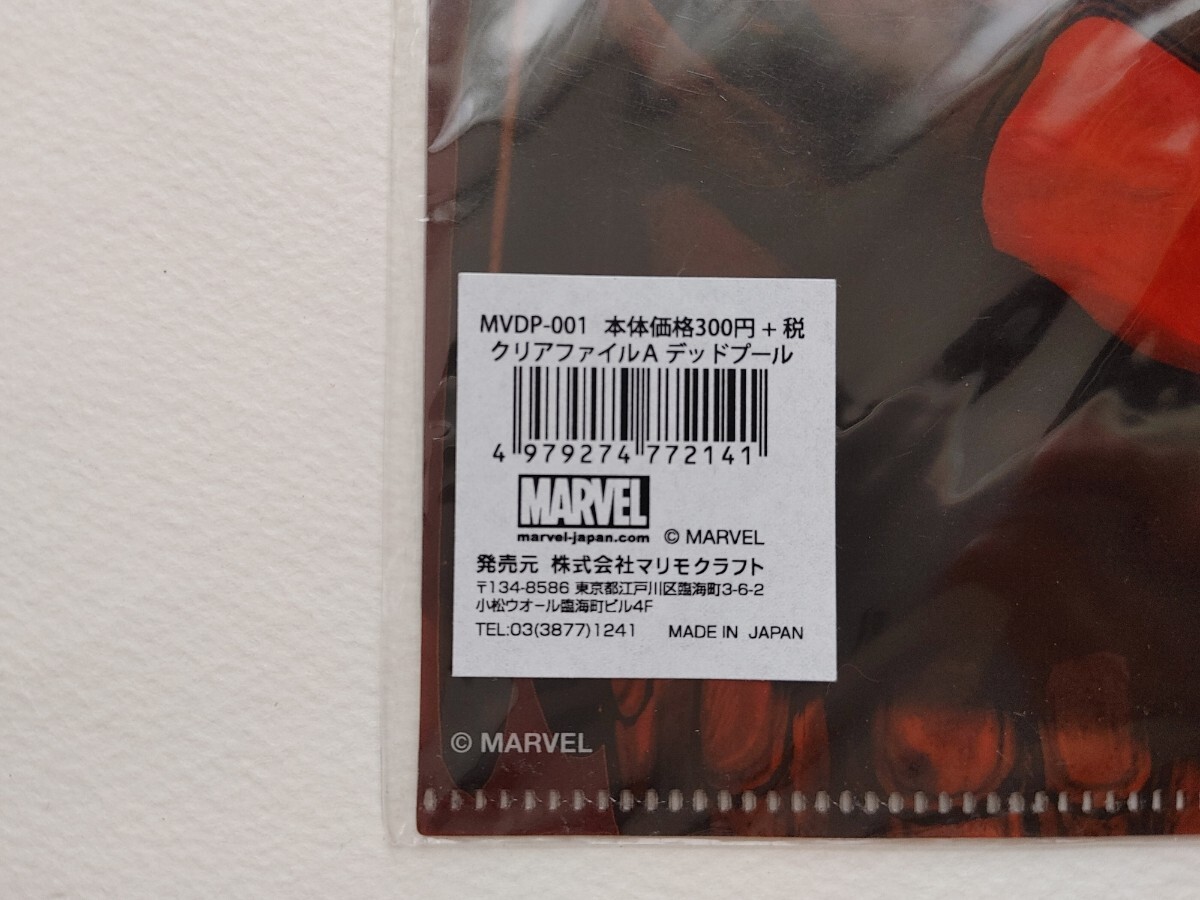 MVDP-001 本体価格300円+税
クリアファイルA デッドプール
4 979274 772141
MARVEL
marvel-japan.com © MARVEL
発売元 株式会社マリモクラフト
〒134-8586 東京都江戸川区臨海町3-6-2
小松ウオール臨海町ビル4F
TEL:03(3877)1241 MADE IN JAPAN
© MARVEL